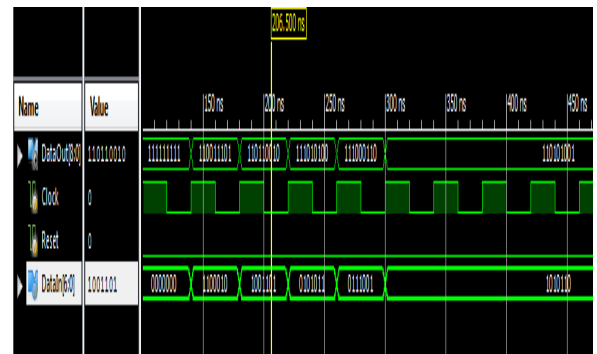 206.500 ns
Name Value
150 ns 200 ns 250 ns 300 ns 350 ns 400 ns 450 ns
DataOut[8:0] 110110010 111111111 110011101 110110010 111010100 111000110 110101001
Clock 0
Reset 0
DataIn[6:0] 1001101 0000000 1100010 1001101 0101011 0111001 1010110